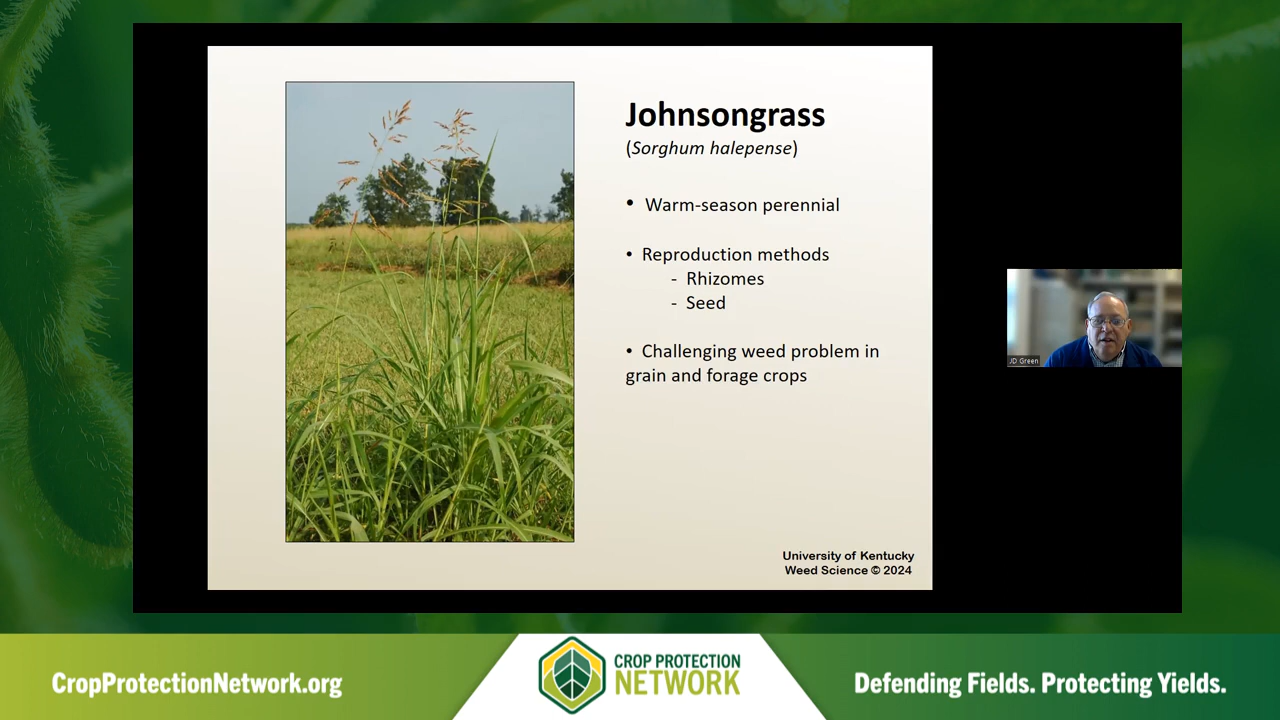 Johnsongrass
(Sorghum halepense)
• Warm-season perennial
• Reproduction methods
- Rhizomes
- Seed
• Challenging weed problem in
grain and forage crops
University of Kentucky
Weed Science © 2024
JD Green
CropProtectionNetwork.org
CROP PROTECTION
NETWORK
Defending Fields. Protecting Yields.